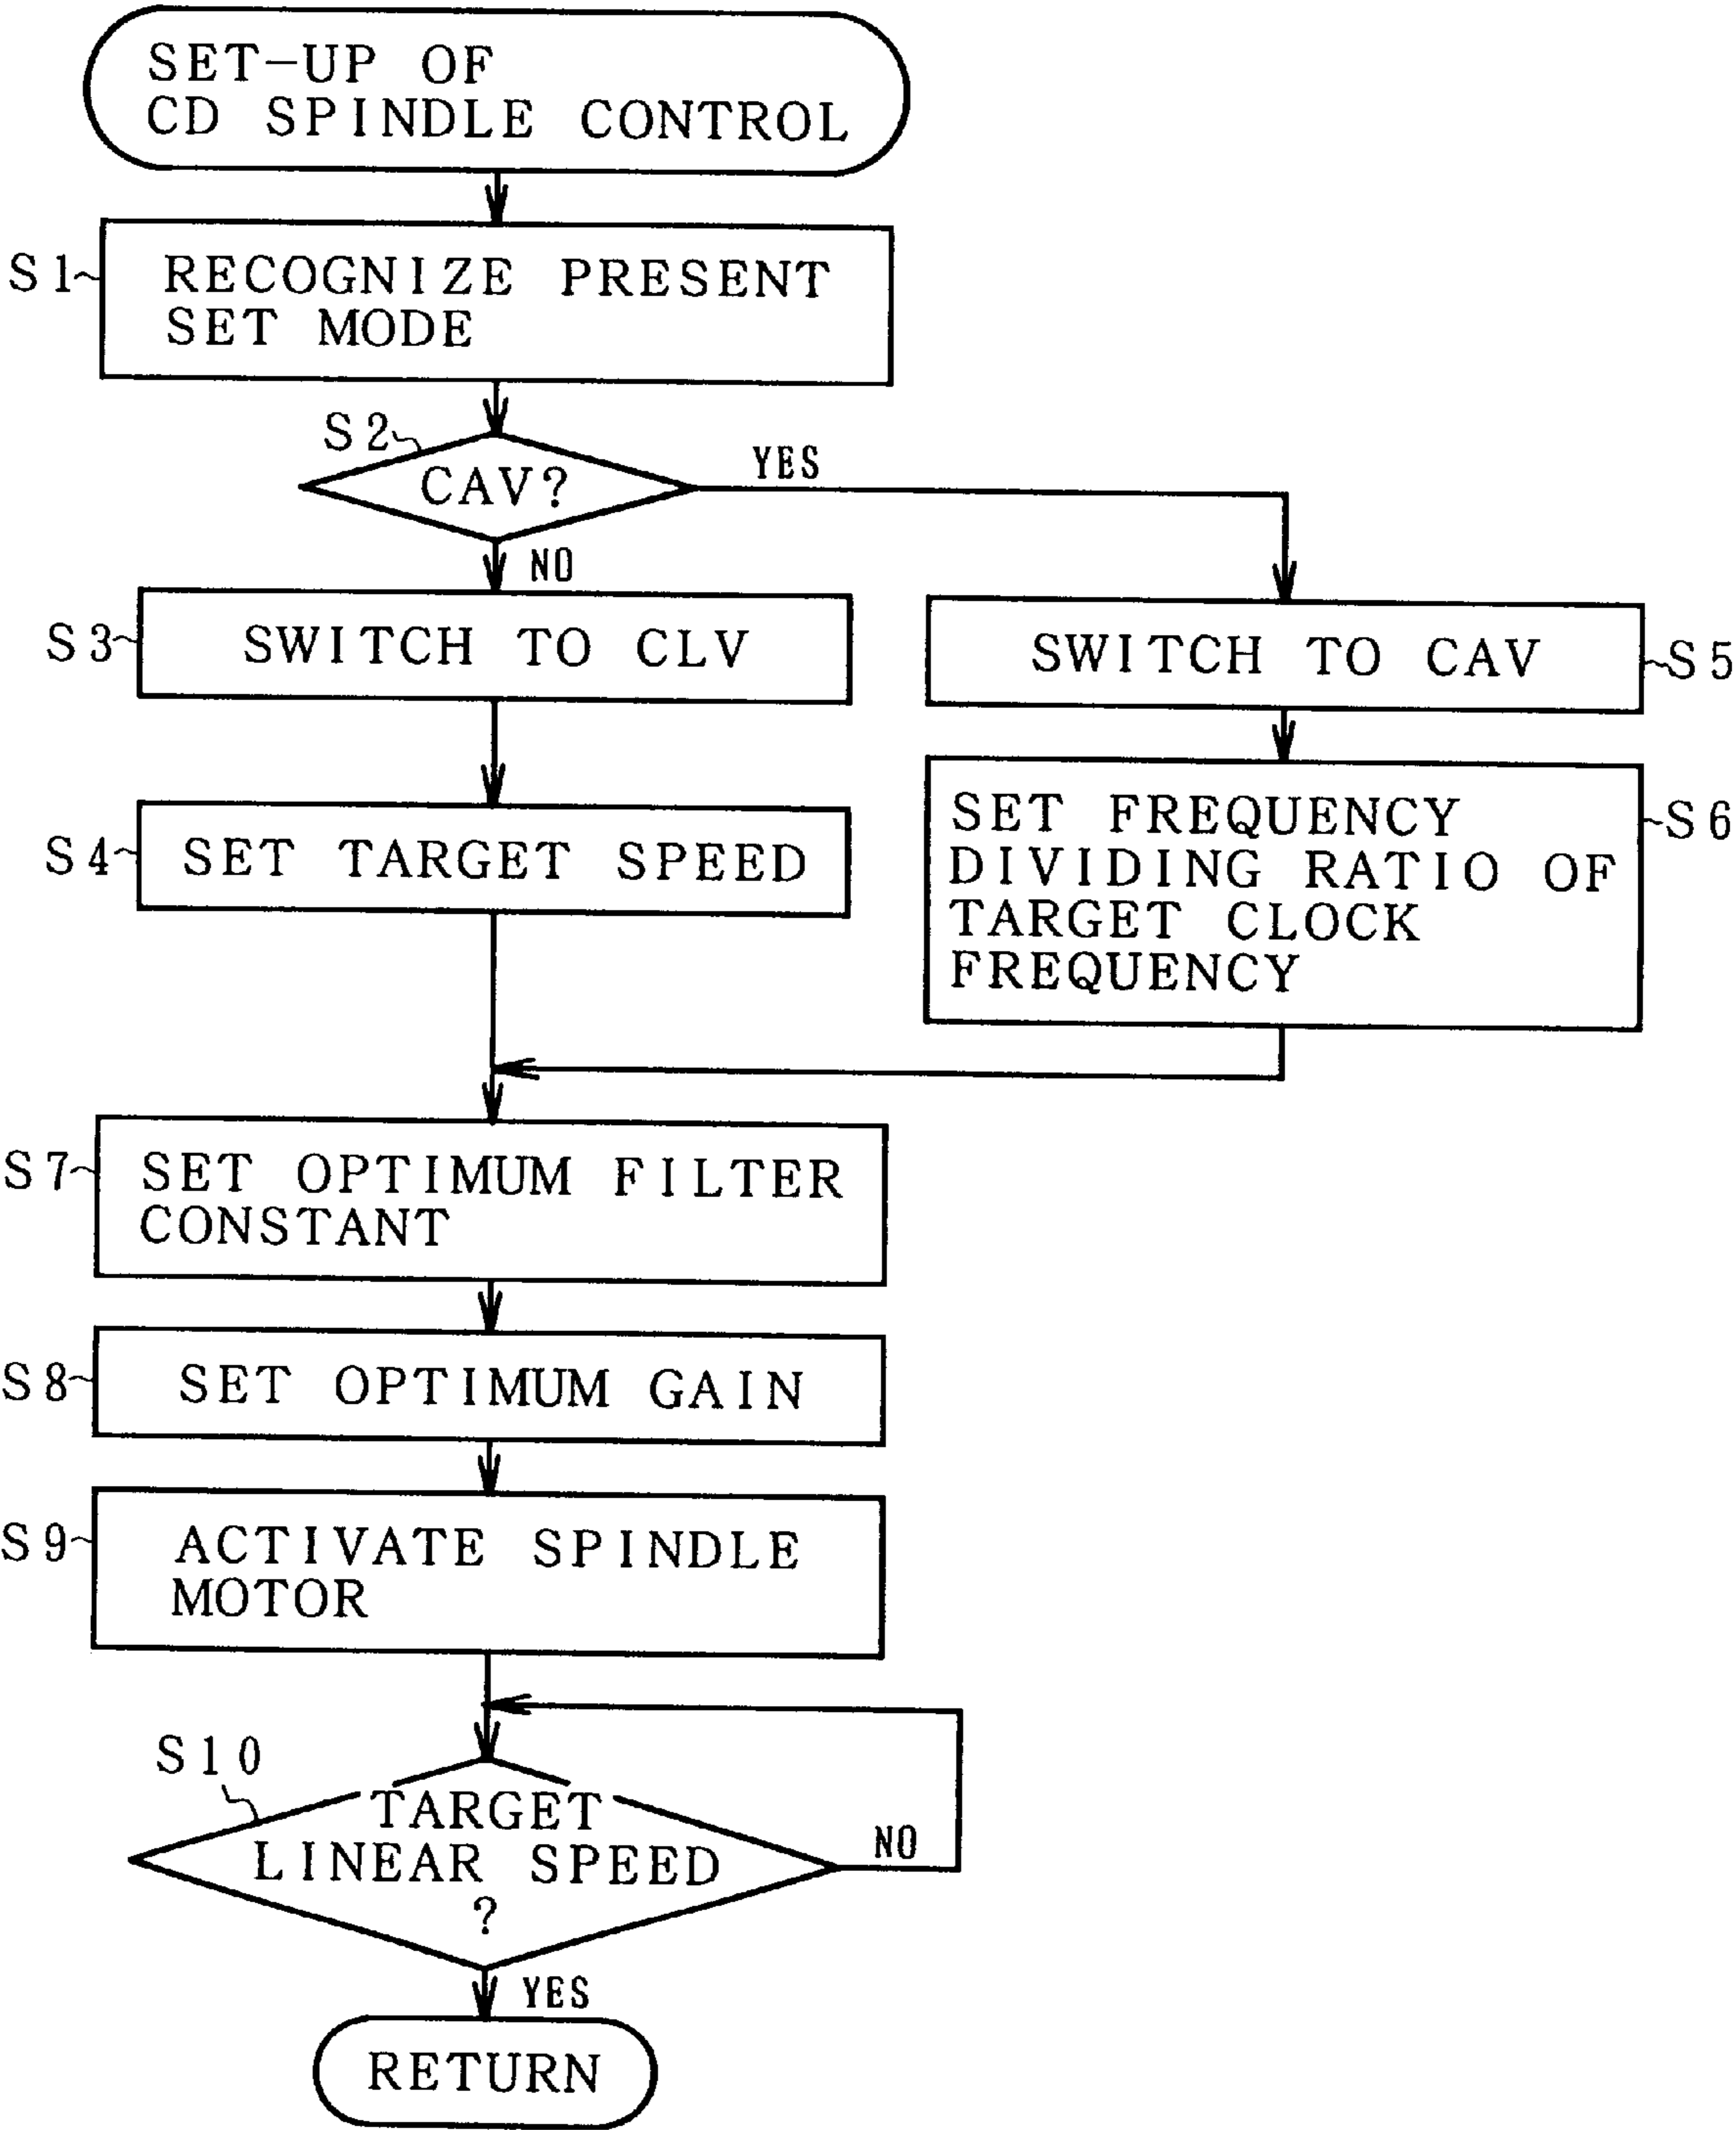 SET-UP OF
CD SPINDLE CONTROL
S1
RECOGNIZE PRESENT
SET MODE
S2
CAV?
YES
NO
S3
SWITCH TO CLV
SWITCH TO CAV
S5
S4
SET TARGET SPEED
SET FREQUENCY
DIVIDING RATIO OF
TARGET CLOCK
FREQUENCY
S6
S7
SET OPTIMUM FILTER
CONSTANT
S8
SET OPTIMUM GAIN
S9
ACTIVATE SPINDLE
MOTOR
S10
TARGET
LINEAR SPEED
?
NO
YES
RETURN